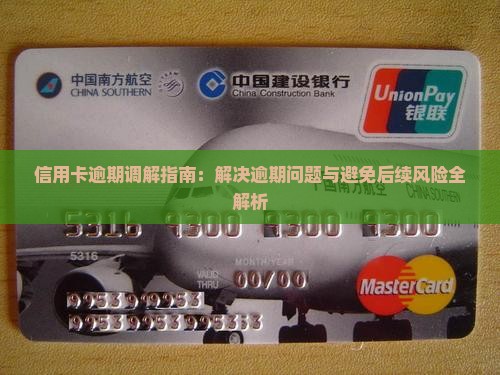 中国南方航空
CHINA SOUTHERN
中国建设银行
China Construction Bank
UnionPay
银联
信用卡逾期调解指南：解决逾期问题与避免后续风险全
解析
5316 9300 9300 9300
5316
MONTH/YEAR
VALID
THRU
00/00
MasterCard